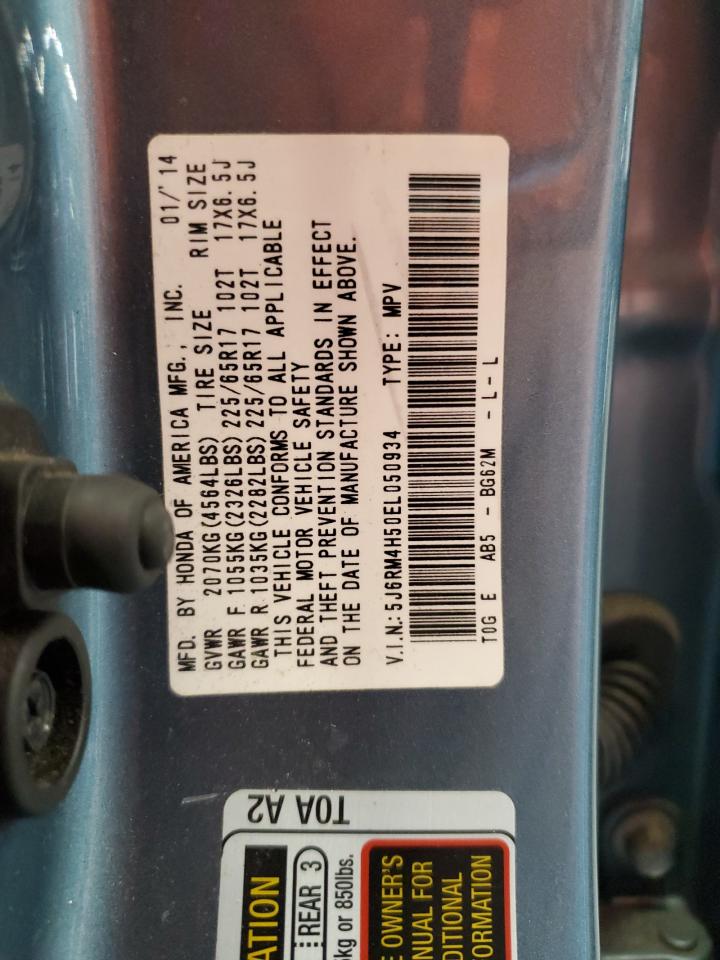 MFD. BY HONDA OF AMERICA MFG., INC. 01/'14
GVWR 2070KG(4564LBS) TIRE SIZE RIM SIZE
GAWR F 1055KG(2326LBS) 225/65R17 102T 17X6.5J
GAWR R 1035KG(2282LBS) 225/65R17 102T 17X6.5J
THIS VEHICLE CONFORMS TO ALL APPLICABLE
FEDERAL MOTOR VEHICLE SAFETY
AND THEFT PREVENTION STANDARDS IN EFFECT
ON THE DATE OF MANUFACTURE SHOWN ABOVE.
V.I.N.: 5J6RM4H50EL050934 TYPE: MPV
T0G E AB5 - BG62M - L - L
T0A A2
ATION
REAR 3
kg or 850lbs.
OWNER'S
NUAL FOR
DITIONAL
ORMATION